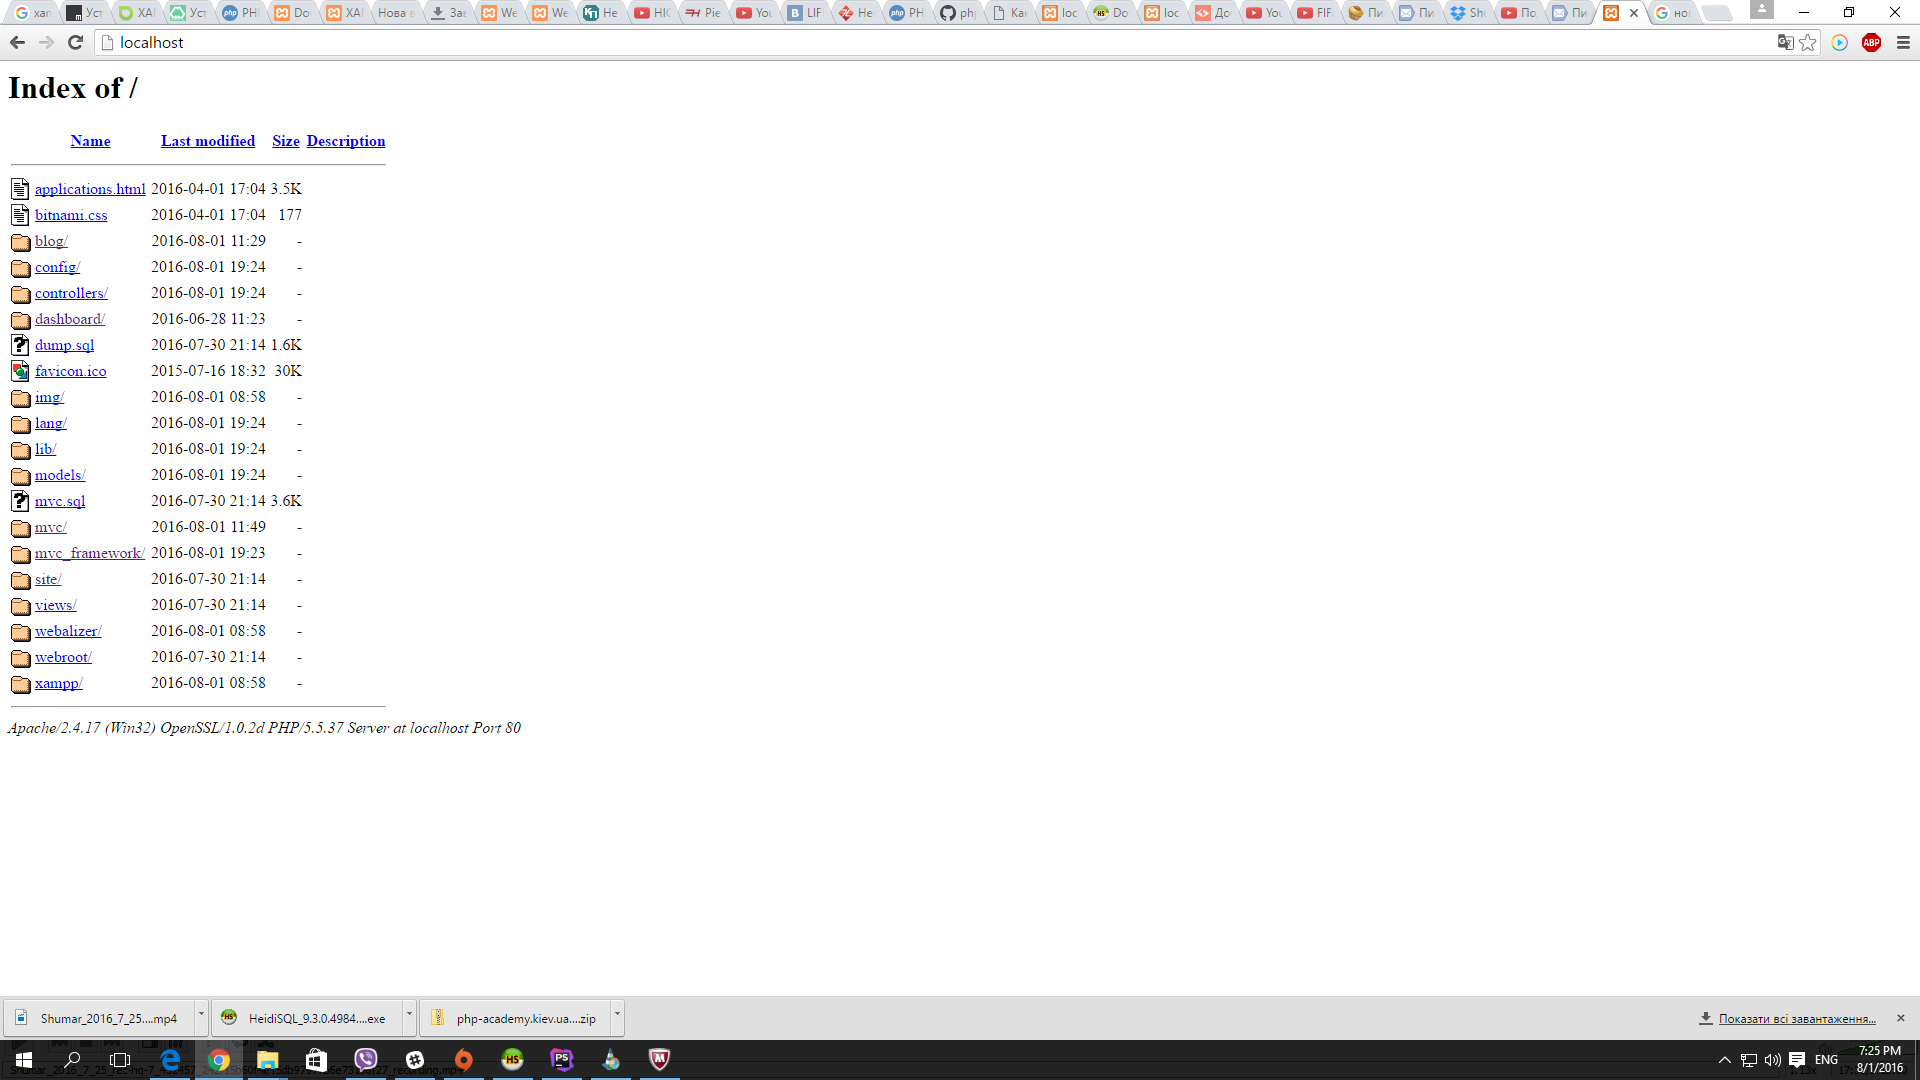 xam Уст ХАІ Уст PH Do ХАІ Нова в Зав We We Не HIC Pie You LIF Не PH php Как loc Do loc До You FIF Пи Пи Shu По Пи но
localhost
Index of /
Name Last modified Size Description
applications.html 2016-04-01 17:04 3.5K
bitnami.css 2016-04-01 17:04 177
blog/ 2016-08-01 11:29 -
config/ 2016-08-01 19:24 -
controllers/ 2016-08-01 19:24 -
dashboard/ 2016-06-28 11:23 -
dump.sql 2016-07-30 21:14 1.6K
favicon.ico 2015-07-16 18:32 30K
img/ 2016-08-01 08:58 -
lang/ 2016-08-01 19:24 -
lib/ 2016-08-01 19:24 -
models/ 2016-08-01 19:24 -
mvc.sql 2016-07-30 21:14 3.6K
mvc/ 2016-08-01 11:49 -
mvc_framework/ 2016-08-01 19:23 -
site/ 2016-07-30 21:14 -
views/ 2016-07-30 21:14 -
webalizer/ 2016-08-01 08:58 -
webroot/ 2016-07-30 21:14 -
xampp/ 2016-08-01 08:58 -
Apache/2.4.17 (Win32) OpenSSL/1.0.2d PHP/5.5.37 Server at localhost Port 80
Shumar_2016_7_25....mp4 HeidiSQL_9.3.0.4984....exe php-academy.kiev.ua....zip Показати всі завантаження...
ENG 7:25 PM
8/1/2016